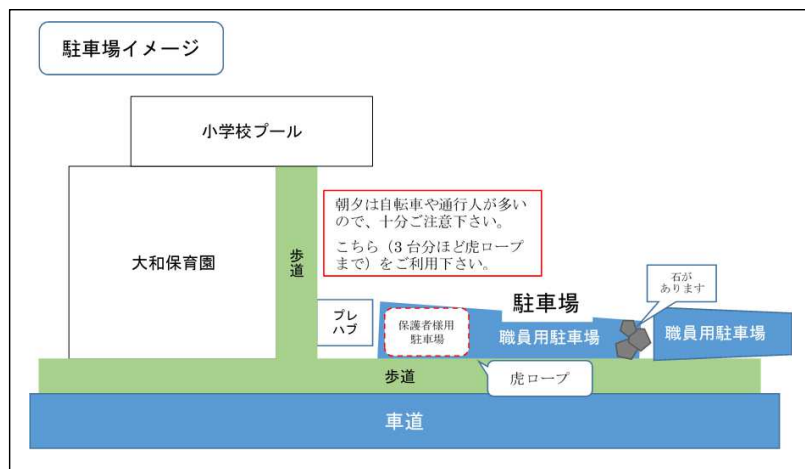 駐車場イメージ
小学校プール
朝夕は自転車や通行人が多い
ので、十分ご注意下さい。
こちら（3 台分ほど虎ロープ
まで）をご利用下さい。
大和保育園
歩道
石が
あります
プレ
ハブ
駐車場
保護者様用
駐車場
職員用駐車場
職員用駐車場
歩道
虎ロープ
車道